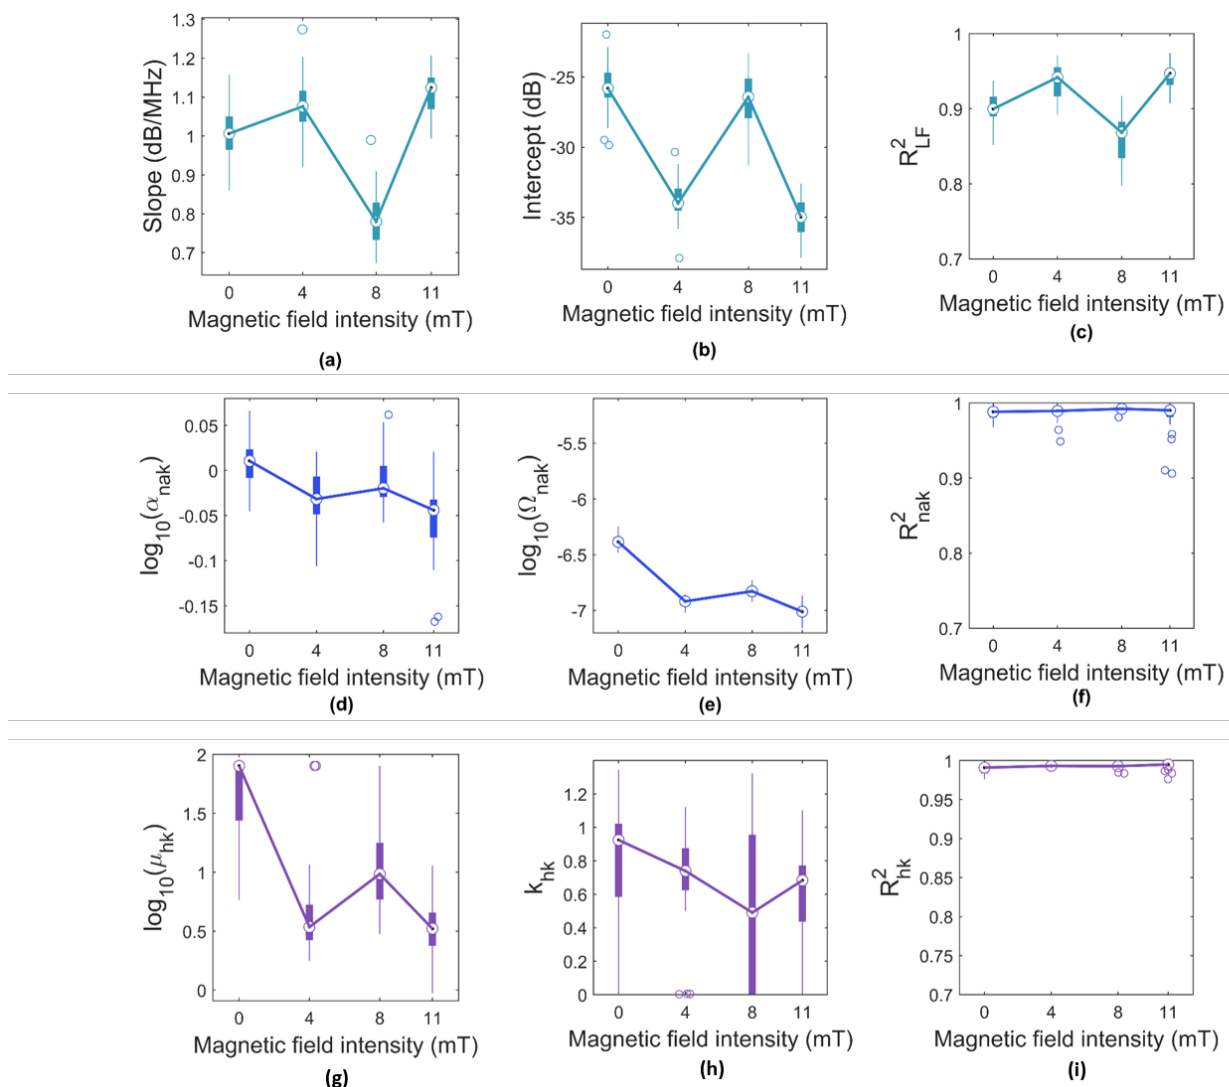 1.3
1.2
1.1
1
0.9
0.8
0.7
Slope (dB/MHz)
0 4 8 11
Magnetic field intensity (mT)
(a)
-25
-30
-35
Intercept (dB)
0 4 8 11
Magnetic field intensity (mT)
(b)
1
0.9
0.8
0.7
R²LF
0 4 8 11
Magnetic field intensity (mT)
(c)
0.05
0
-0.05
-0.1
-0.15
log10(αnak)
0 4 8 11
Magnetic field intensity (mT)
(d)
-5.5
-6
-6.5
-7
log10(Ωnak)
0 4 8 11
Magnetic field intensity (mT)
(e)
1
0.9
0.8
0.7
R²nak
0 4 8 11
Magnetic field intensity (mT)
(f)
2
1.5
1
0.5
0
log10(μhk)
0 4 8 11
Magnetic field intensity (mT)
(g)
1.2
1
0.8
0.6
0.4
0.2
0
khk
0 4 8 11
Magnetic field intensity (mT)
(h)
1
0.95
0.9
0.85
0.8
0.7
R²hk
0 4 8 11
Magnetic field intensity (mT)
(i)